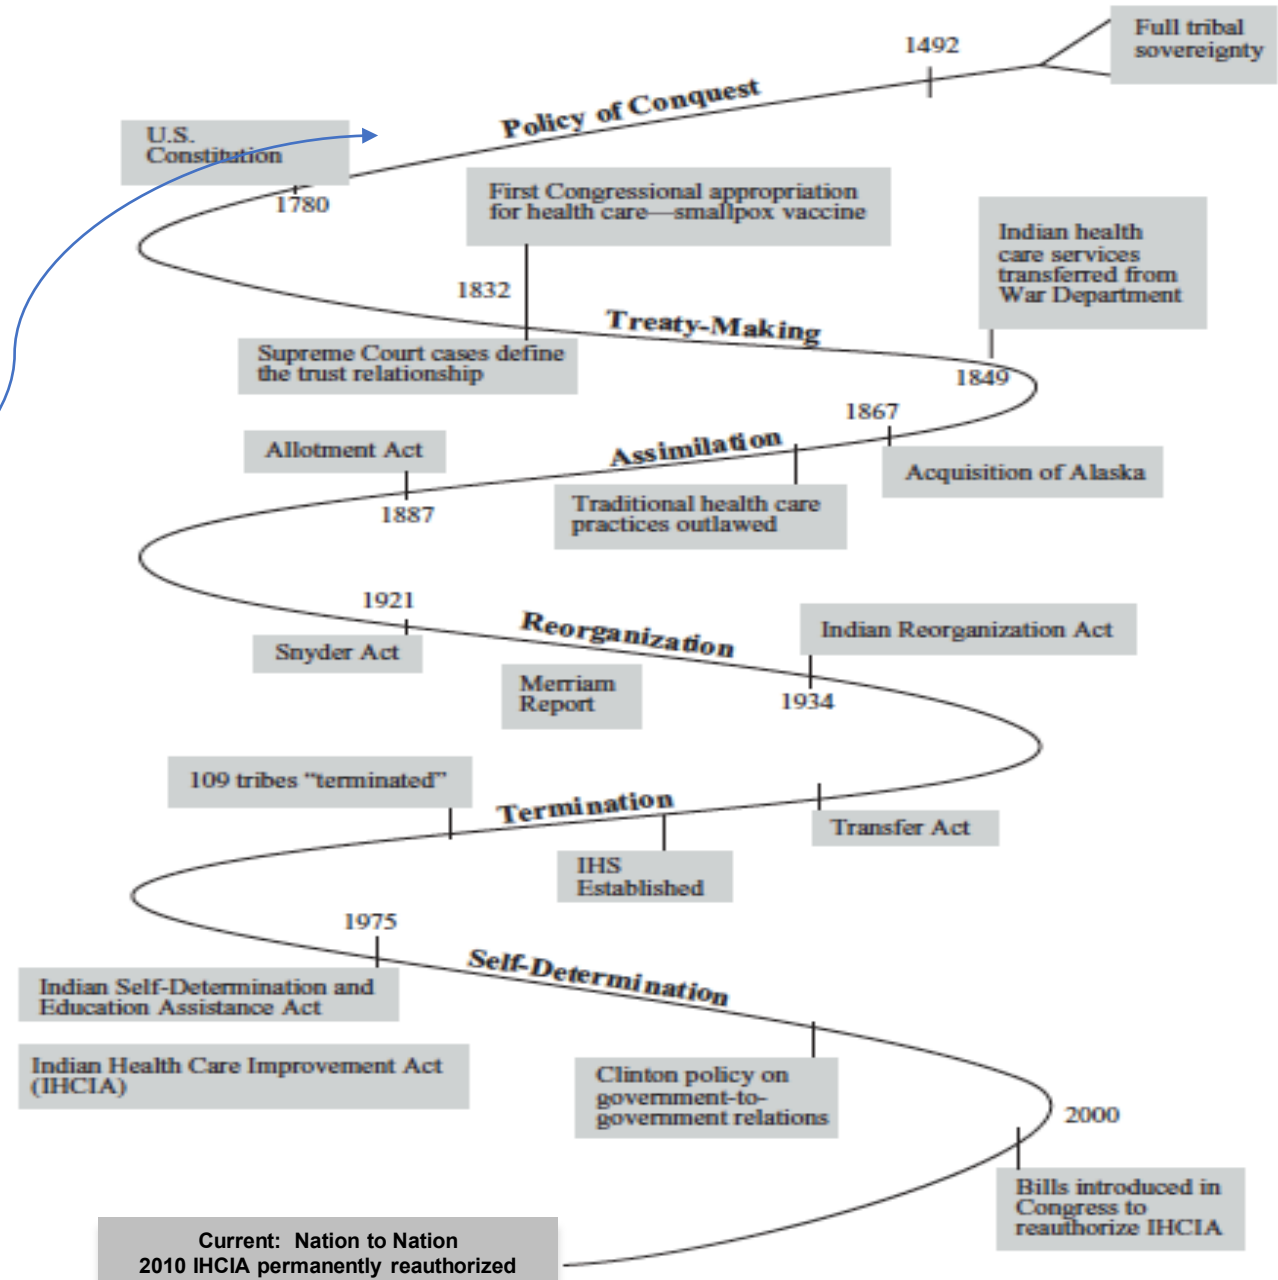 Full tribal
sovereignty
1492
Policy of Conquest
U.S.
Constitution
1780
First Congressional appropriation
for health care—smallpox vaccine
Indian health
care services
transferred from
War Department
1832
Treaty-Making
Supreme Court cases define
the trust relationship
1849
1867
Allotment Act
Assimilation
Acquisition of Alaska
Traditional health care
practices outlawed
1887
1921
Reorganization
Indian Reorganization Act
Snyder Act
Merriam
Report
1934
109 tribes “terminated”
Termination
Transfer Act
IHS
Established
1975
Self-Determination
Indian Self-Determination and
Education Assistance Act
Indian Health Care Improvement Act
(IHCIA)
Clinton policy on
government-to-
government relations
2000
Bills introduced in
Congress to
reauthorize IHCIA
Current: Nation to Nation
2010 IHCIA permanently reauthorized